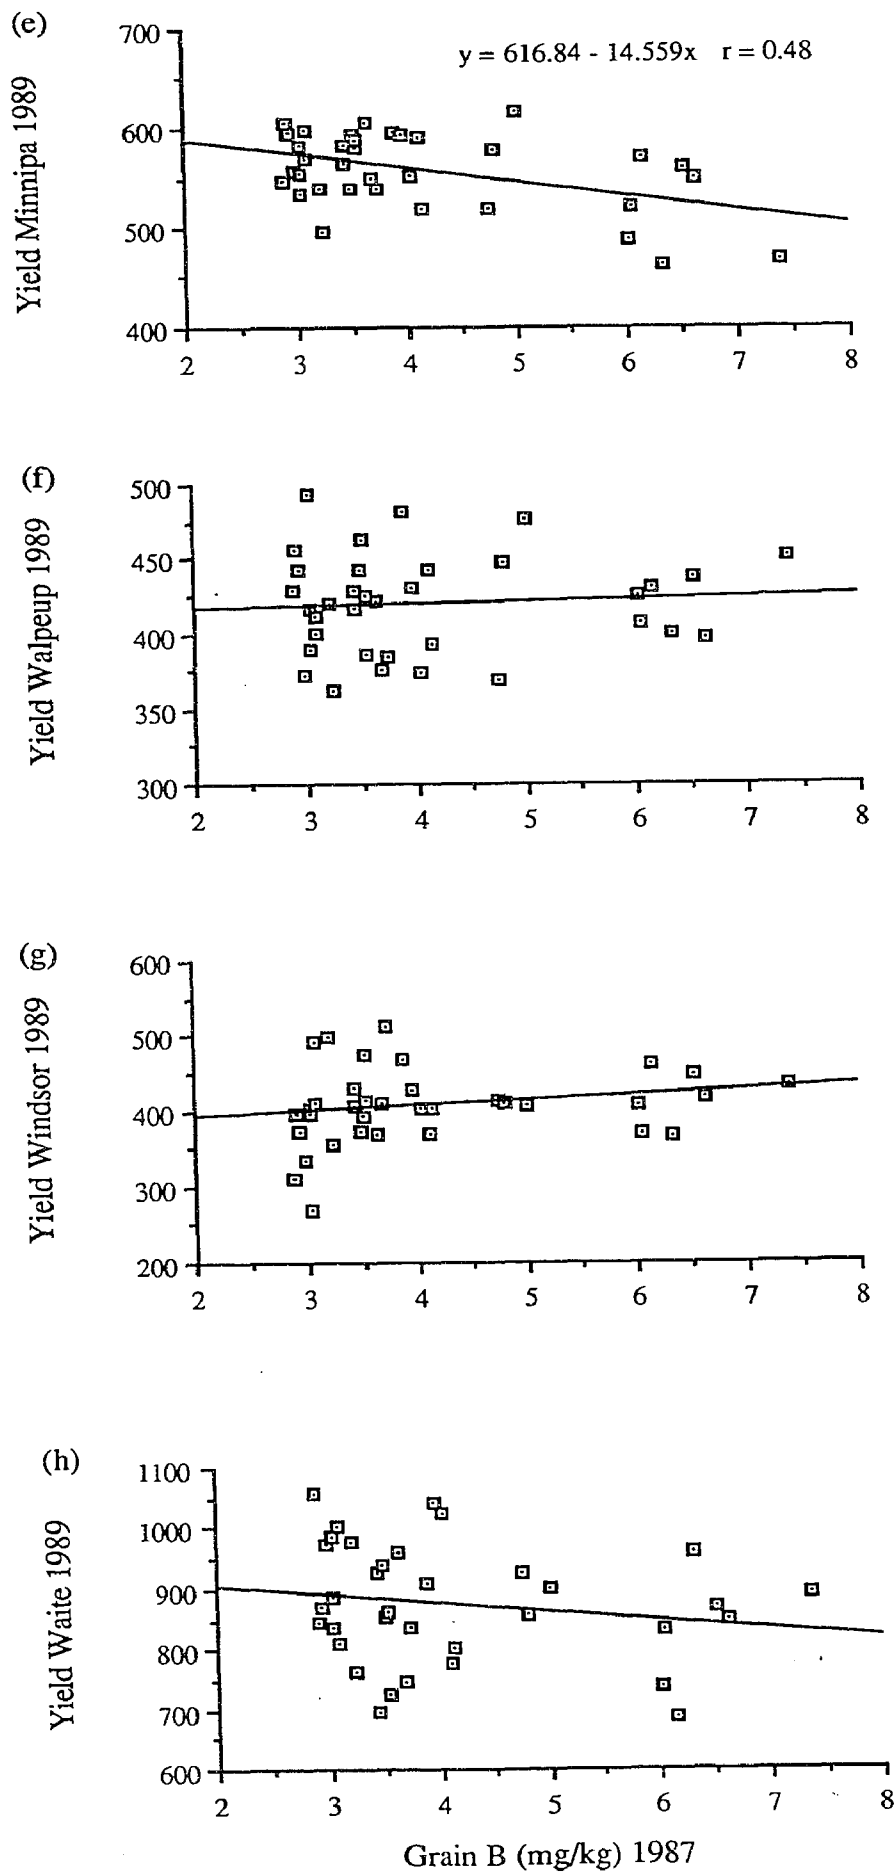 (e)
700
y = 616.84 - 14.559x r = 0.48
600
500
400
Yield Minnipa 1989
2 3 4 5 6 7 8
(f)
500
450
400
350
300
Yield Walpeup 1989
2 3 4 5 6 7 8
(g)
600
500
400
300
200
Yield Windsor 1989
2 3 4 5 6 7 8
(h)
1100
1000
900
800
700
600
Yield Waite 1989
2 3 4 5 6 7 8
Grain B (mg/kg) 1987